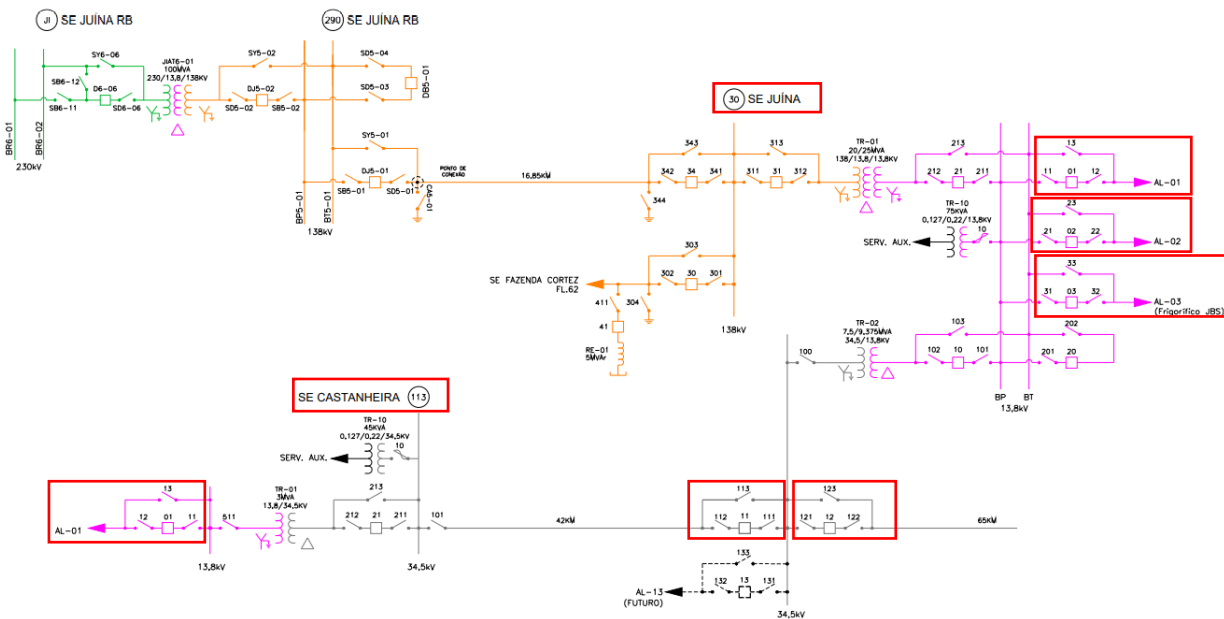 JI SE JUÍNA RB
290 SE JUÍNA RB
SY6-06
JIAT6-01
100MVA
230/13,8/138KV
SY5-02
SD5-04
SB6-12
D6-06
SB6-11
SD6-06
SD5-02
DJ5-02
SB5-02
SD5-03
DB5-01
BR6-01
BR6-02
230kV
SY5-01
DJ5-01
SB5-01
SD5-01
CA5-01
PONTO DE
CONEXÃO
BP5-01
BT5-01
138kV
16,85KM
30 SE JUÍNA
343
313
342
34
341
311
31
312
344
TR-01
20/25MVA
138/13,8/13,8KV
213
212
21
211
13
11
01
12
AL-01
TR-10
75KVA
0,127/0,22/13,8KV
SERV. AUX.
10
23
21
02
22
AL-02
33
31
03
32
AL-03
(Frigorífico JBS)
303
302
30
301
SE FAZENDA CORTEZ
FL.62
411
304
41
RE-01
5MVAr
138kV
TR-02
7.5/9.375MVA
34,5/13,8KV
100
103
102
10
101
202
201
20
BP
BT
13,8kV
SE CASTANHEIRA 113
TR-10
45KVA
0,127/0,22/34,5KV
SERV. AUX.
10
13
12
01
11
AL-01
511
TR-01
3MVA
13,8/34,5KV
213
212
21
211
101
42KM
113
112
11
111
123
121
12
122
65KM
13,8kV
34,5kV
133
132
13
131
AL-13
(FUTURO)
34,5kV